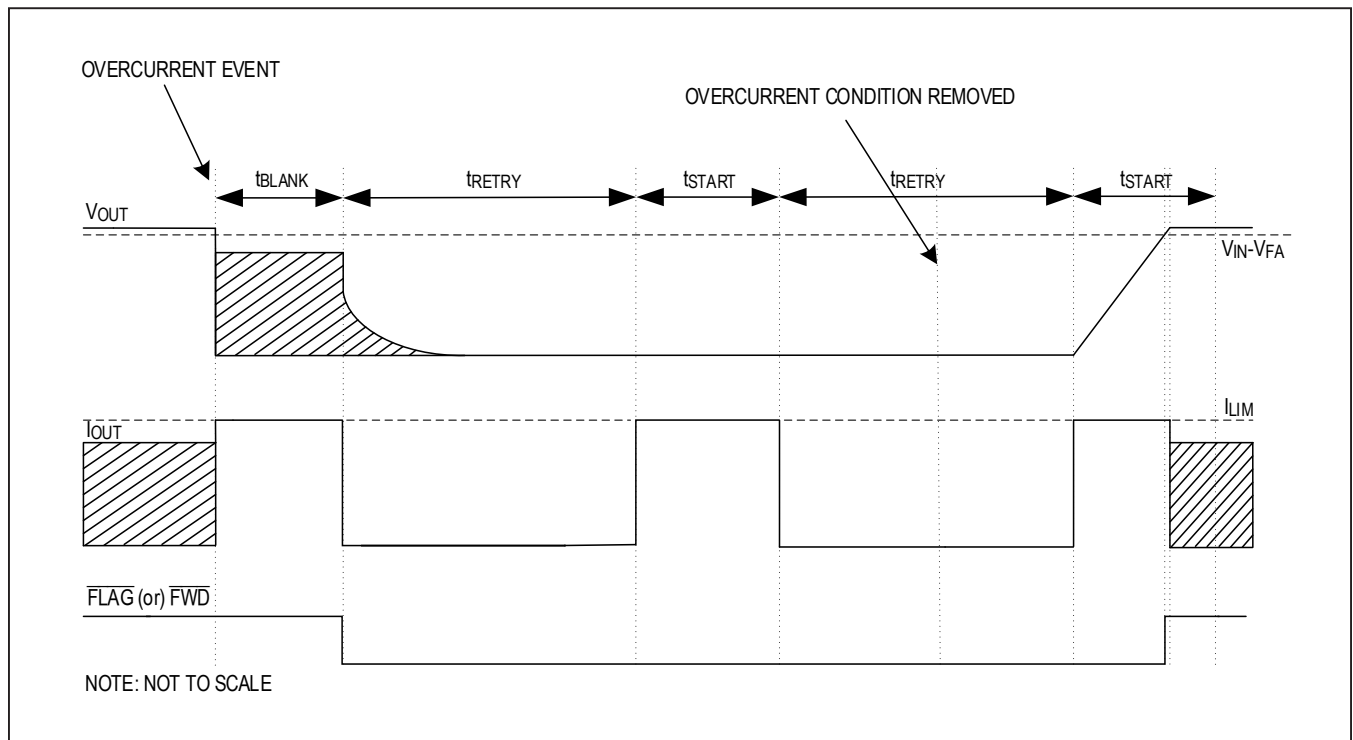 OVERCURRENT EVENT
OVERCURRENT CONDITION REMOVED
tBLANK
tRETRY
tSTART
tRETRY
tSTART
VOUT
VIN-VFA
ILIM
IOUT
FLAG (or) FWD
NOTE: NOT TO SCALE